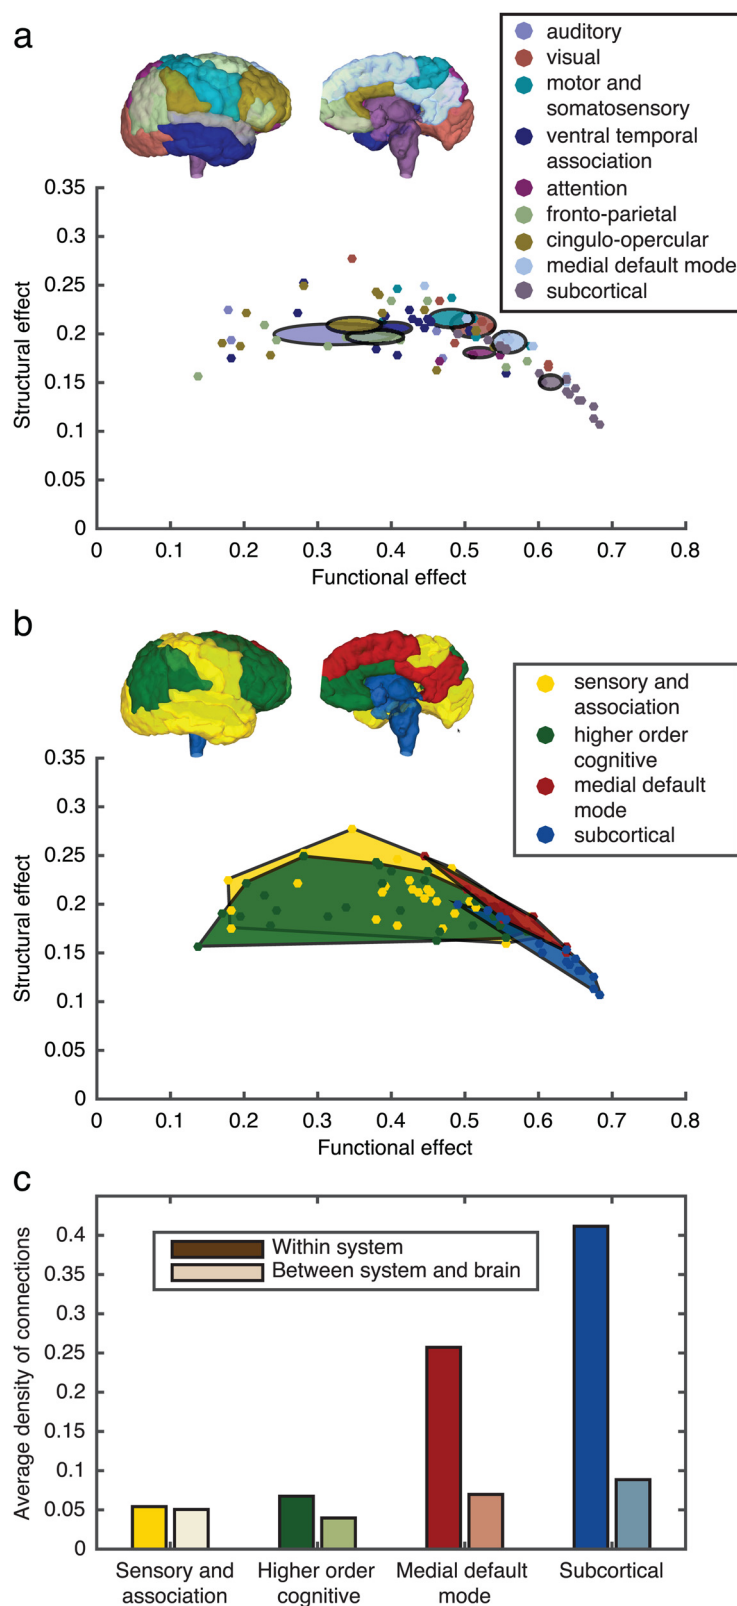 a
auditory
visual
motor and
somatosensory
ventral temporal
association
attention
fronto-parietal
cingulo-opercular
medial default mode
subcortical
0.35
0.3
0.25
0.2
0.15
0.1
0.05
0
Structural effect
0 0.1 0.2 0.3 0.4 0.5 0.6 0.7 0.8
Functional effect
b
sensory and
association
higher order
cognitive
medial default
mode
subcortical
0.35
0.3
0.25
0.2
0.15
0.1
0.05
0
Structural effect
0 0.1 0.2 0.3 0.4 0.5 0.6 0.7 0.8
Functional effect
c
Within system
Between system and brain
0.4
0.35
0.3
0.25
0.2
0.15
0.1
0.05
0
Average density of connections
Sensory and
association
Higher order
cognitive
Medial default
mode
Subcortical